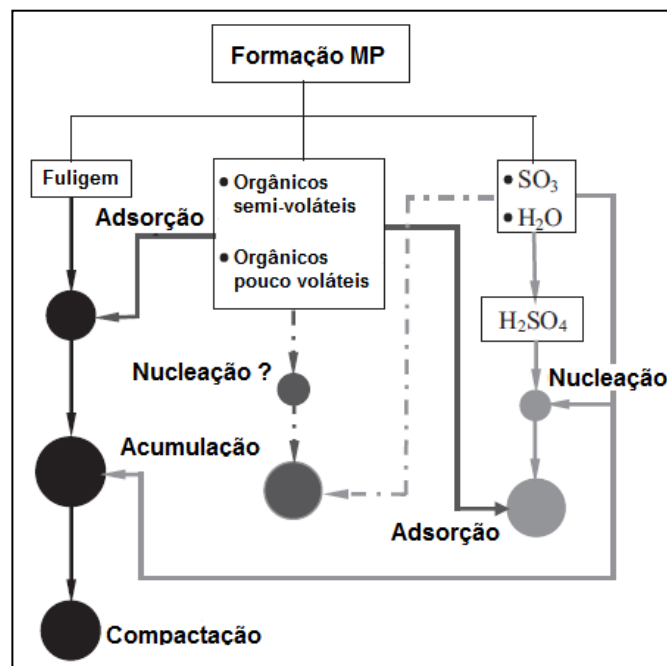 Formação MP
Fuligem
• Orgânicos
semi-voláteis
• Orgânicos
pouco voláteis
• SO₃
• H₂O
Adsorção
H₂SO₄
Nucleação ?
Nucleação
Acumulação
Adsorção
Compactação